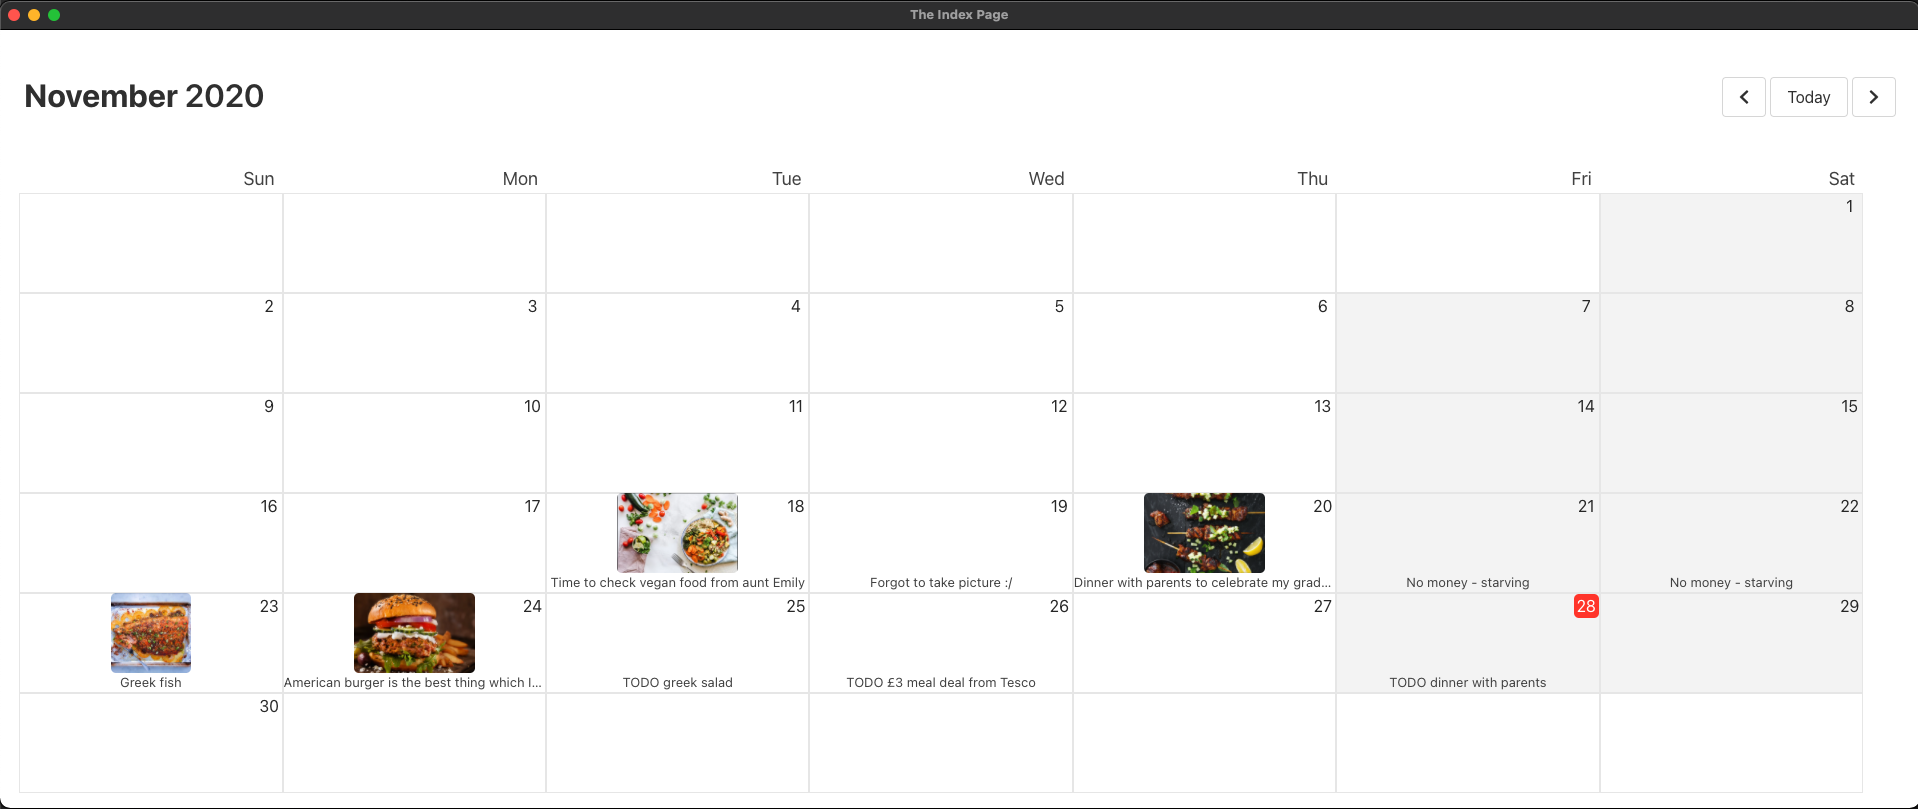 The Index Page
November 2020
Today
Sun Mon Tue Wed Thu Fri Sat
1
2 3 4 5 6 7 8
9 10 11 12 13 14 15
16 17 18 19 20 21 22
Time to check vegan food from aunt Emily Forgot to take picture :/ Dinner with parents to celebrate my grad... No money - starving No money - starving
23 24 25 26 27 28 29
Greek fish American burger is the best thing which I... TODO greek salad TODO £3 meal deal from Tesco TODO dinner with parents
30